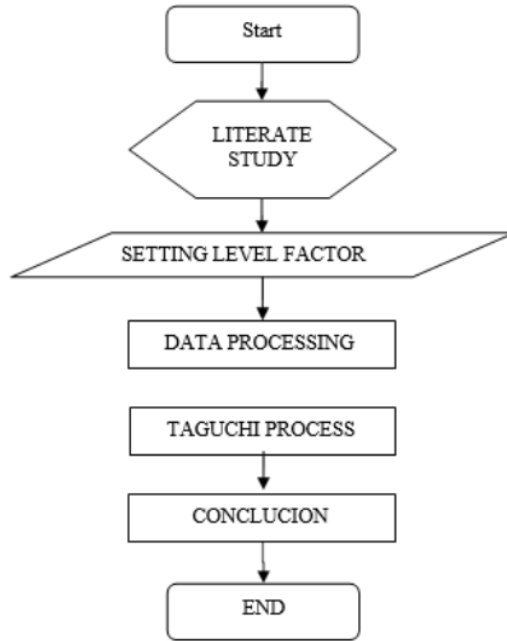 Start
LITERATE
STUDY
SETTING LEVEL FACTOR
DATA PROCESSING
TAGUCHI PROCESS
CONCLUCION
END